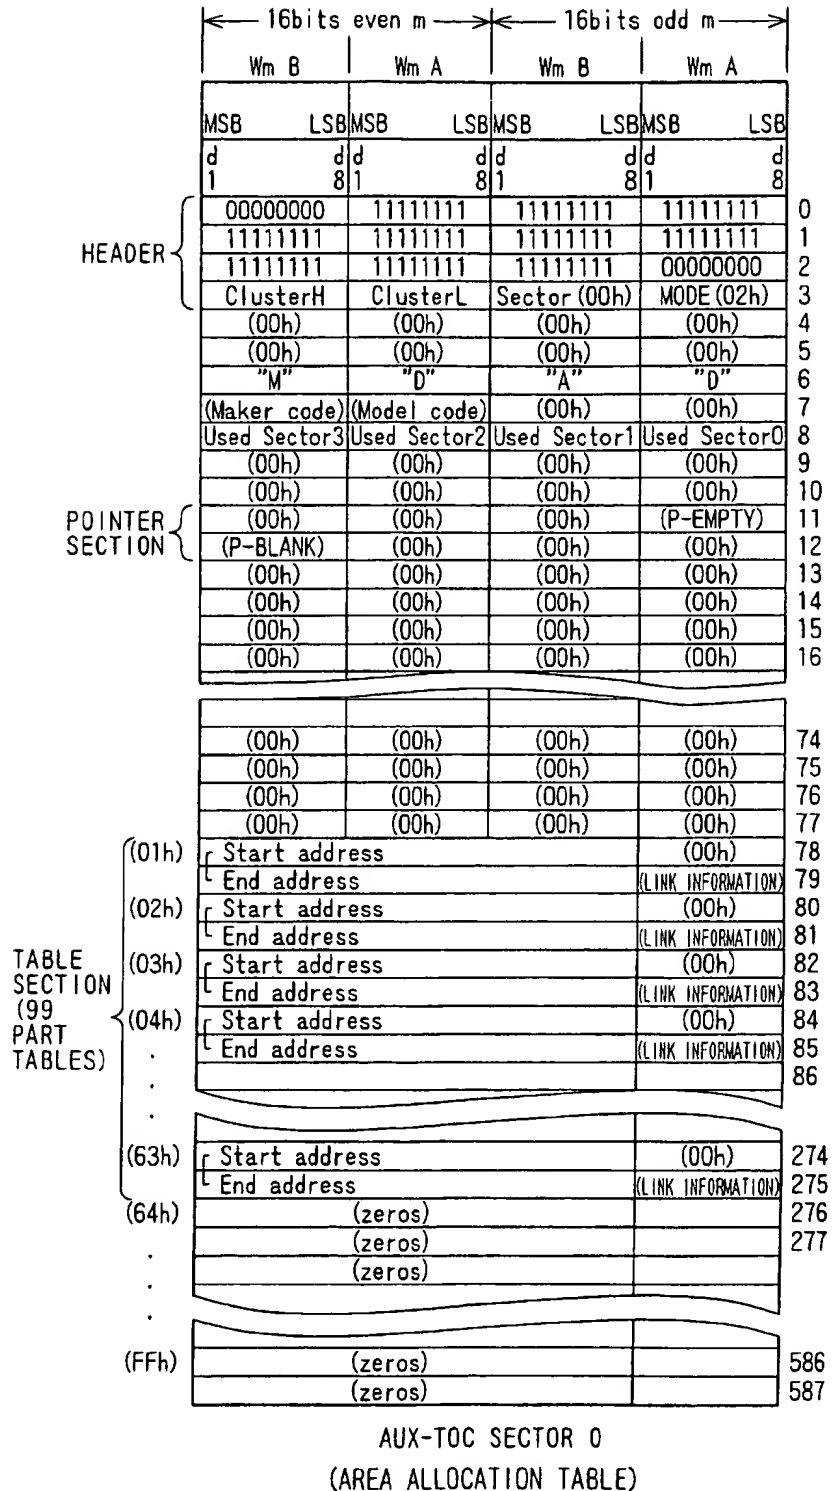 16bits even m 16bits odd m
Wm B Wm A Wm B Wm A
MSB LSB MSB LSB MSB LSB MSB LSB
d d d d d d d d
1 8 1 8 1 8 1 8
HEADER
00000000 11111111 11111111 11111111 0
11111111 11111111 11111111 11111111 1
11111111 11111111 11111111 00000000 2
ClusterH ClusterL Sector(00h) MODE(02h) 3
(00h) (00h) (00h) (00h) 4
(00h) (00h) (00h) (00h) 5
"M" "D" "A" "D" 6
(Maker code) (Model code) (00h) (00h) 7
Used Sector3 Used Sector2 Used Sector1 Used Sector0 8
(00h) (00h) (00h) (00h) 9
(00h) (00h) (00h) (00h) 10
POINTER
SECTION
(00h) (00h) (00h) (P-EMPTY) 11
(P-BLANK) (00h) (00h) (00h) 12
(00h) (00h) (00h) (00h) 13
(00h) (00h) (00h) (00h) 14
(00h) (00h) (00h) (00h) 15
(00h) (00h) (00h) (00h) 16
(00h) (00h) (00h) (00h) 74
(00h) (00h) (00h) (00h) 75
(00h) (00h) (00h) (00h) 76
(00h) (00h) (00h) (00h) 77
TABLE
SECTION
(99
PART
TABLES)
(01h) Start address (00h) 78
End address (LINK INFORMATION) 79
(02h) Start address (00h) 80
End address (LINK INFORMATION) 81
(03h) Start address (00h) 82
End address (LINK INFORMATION) 83
(04h) Start address (00h) 84
End address (LINK INFORMATION) 85
86
(63h) Start address (00h) 274
End address (LINK INFORMATION) 275
(64h) (zeros) 276
(zeros) 277
(zeros)
(FFh) (zeros) 586
(zeros) 587
AUX-TOC SECTOR 0
(AREA ALLOCATION TABLE)